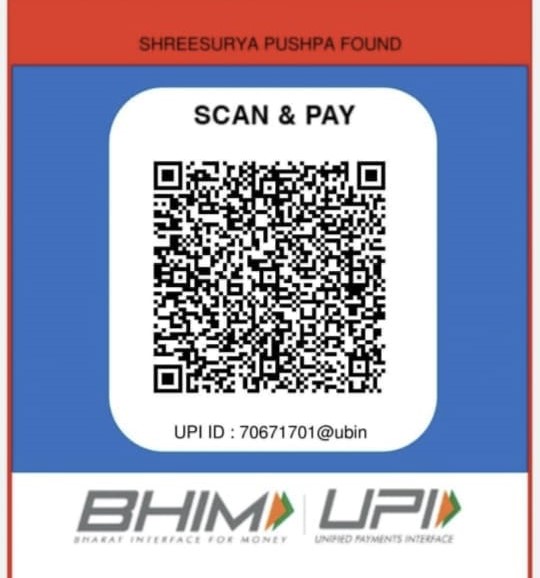 SHREESURYA PUSHPA FOUND
SCAN & PAY
UPI ID : 70671701@ubin
BHIM UPI
BHARAT INTERFACE FOR MONEY UNIFIED PAYMENTS INTERFACE